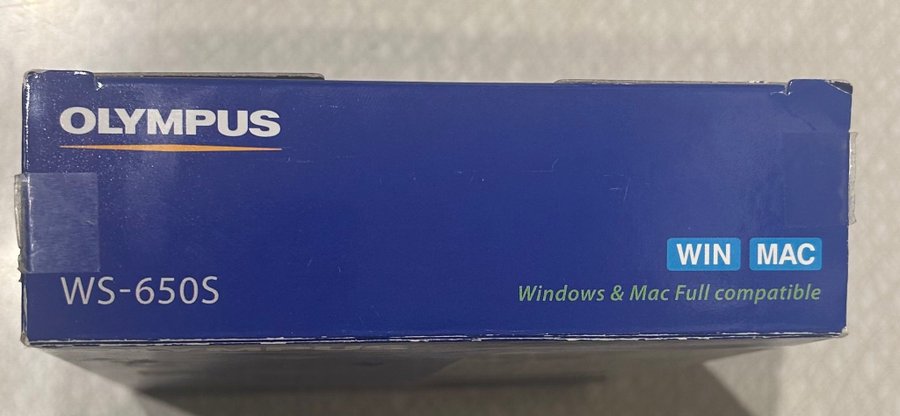 OLYMPUS
WIN MAC
WS-650S
Windows & Mac Full compatible